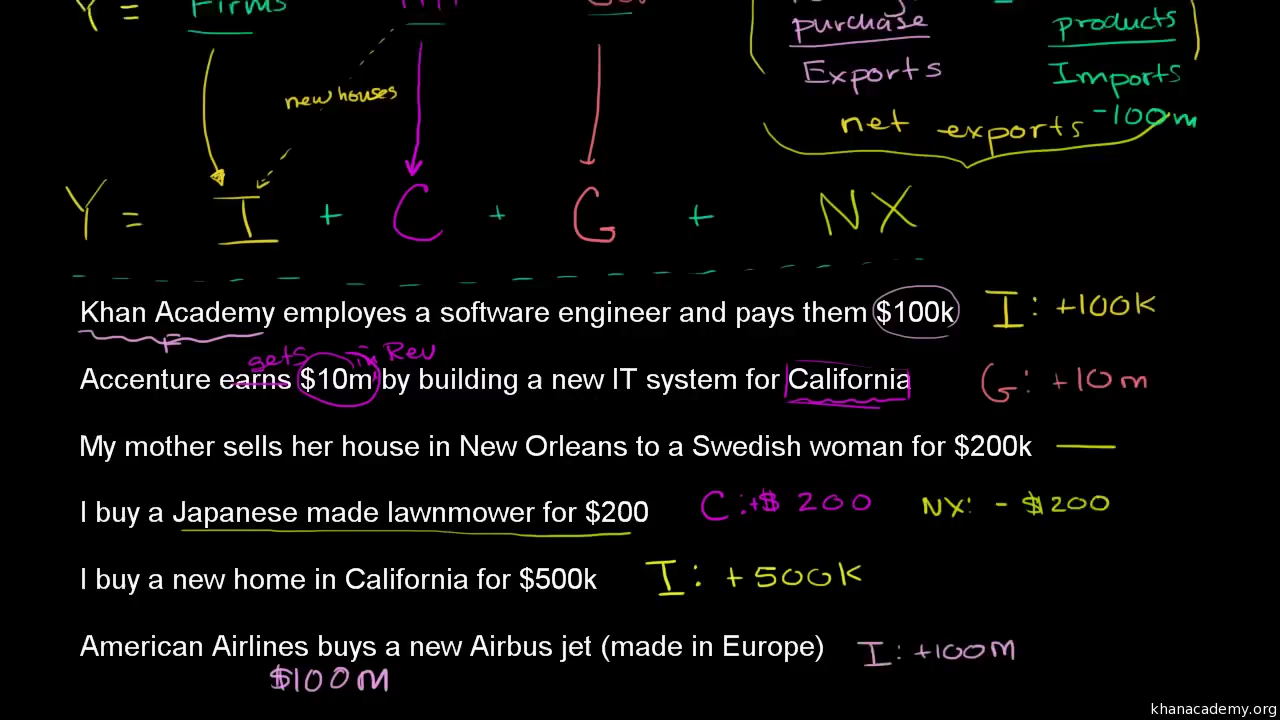 Y = Firms
purchase products
Exports Imports
new houses
net exports -100m
Y = I + C + G + NX
Khan Academy employes a software engineer and pays them $100k I: +100K
F
gets in Rev
Accenture earns $10m by building a new IT system for California G: +10m
My mother sells her house in New Orleans to a Swedish woman for $200k —
I buy a Japanese made lawnmower for $200 C: +$ 200 NX: - $200
I buy a new home in California for $500k I: +500K
American Airlines buys a new Airbus jet (made in Europe) I: +100M
$100M
khanacademy.org